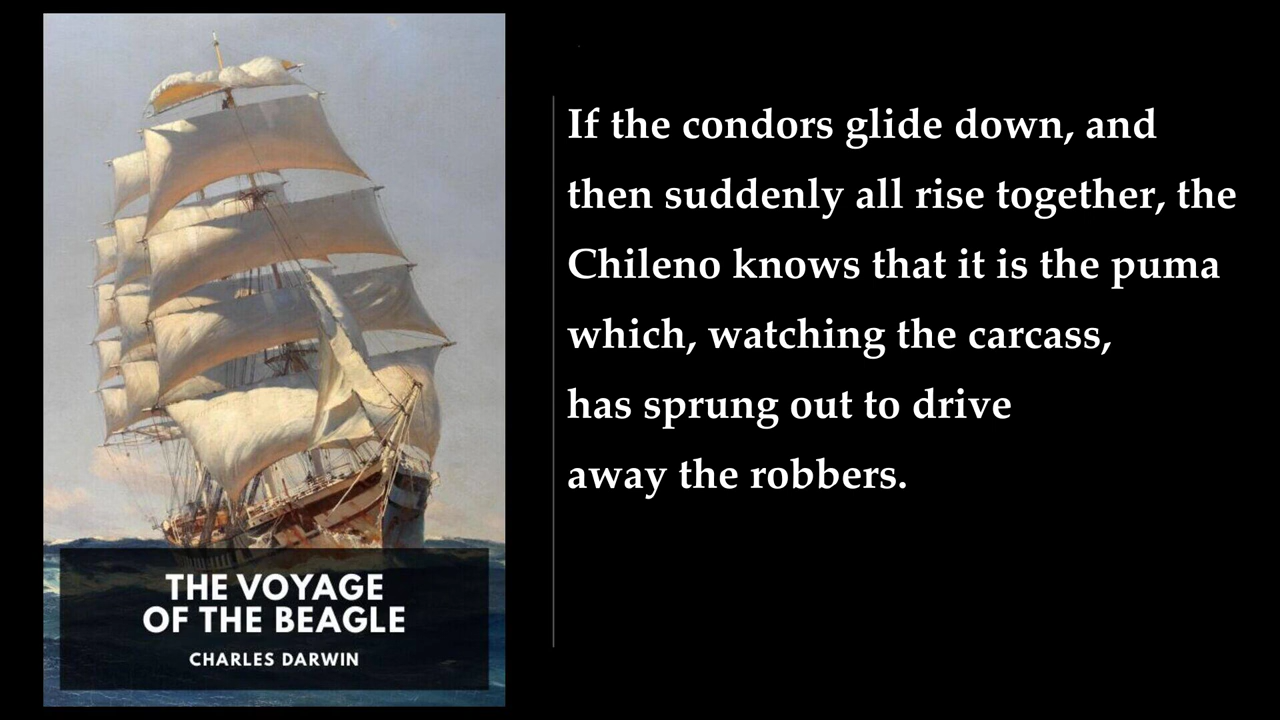 THE VOYAGE
OF THE BEAGLE
CHARLES DARWIN
If the condors glide down, and
then suddenly all rise together, the
Chileno knows that it is the puma
which, watching the carcass,
has sprung out to drive
away the robbers.